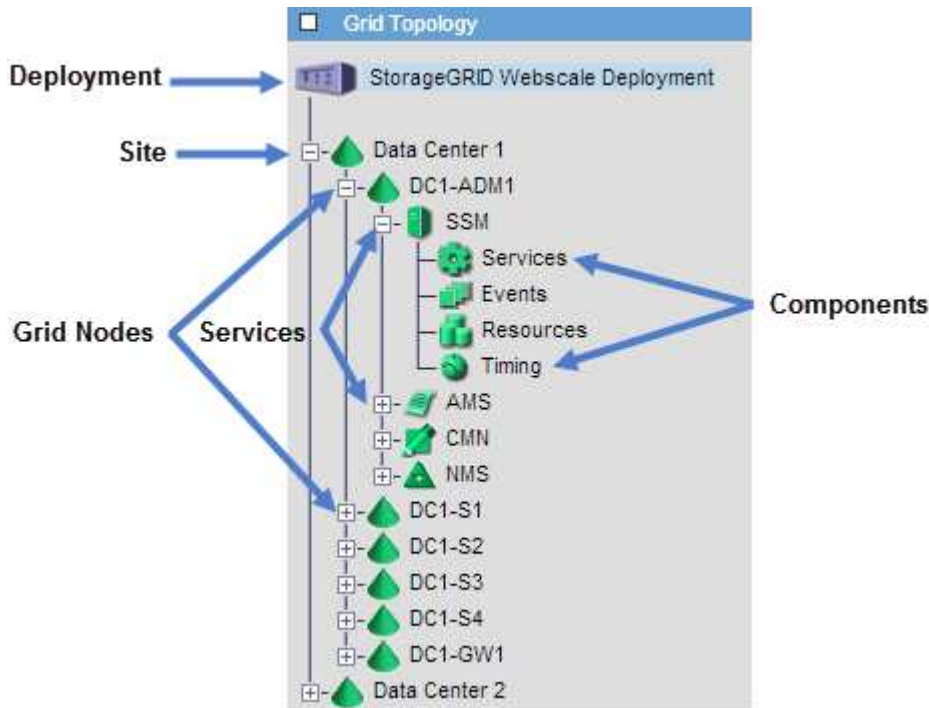 Grid Topology
Deployment
StorageGRID Webscale Deployment
Site
Data Center 1
DC1-ADM1
SSM
Services
Events
Components
Grid Nodes
Services
Resources
Timing
AMS
CMN
NMS
DC1-S1
DC1-S2
DC1-S3
DC1-S4
DC1-GW1
Data Center 2